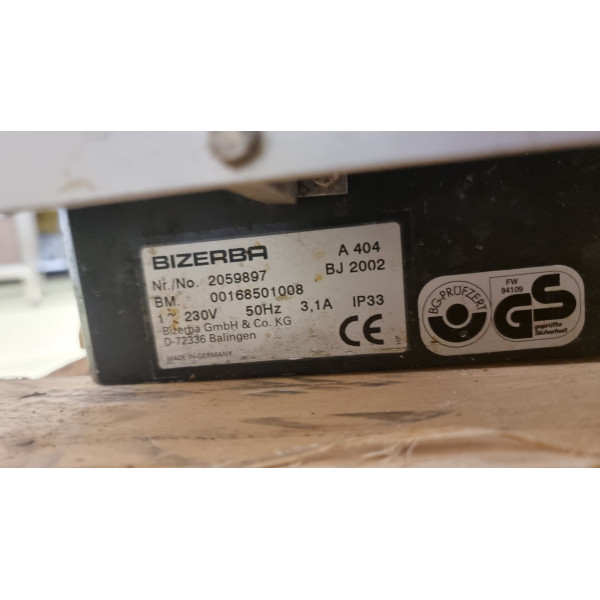 BIZERBA A 404
Nr./No. 2059897 BJ 2002
BM. 00168501008
1 ~ 230V 50Hz 3,1A IP33
Bizerba GmbH & Co. KG
D-72336 Balingen
CE
MADE IN GERMANY
HP
BG-PRÜFZERT
FW
94109
GS
geprüfte
Sicherheit